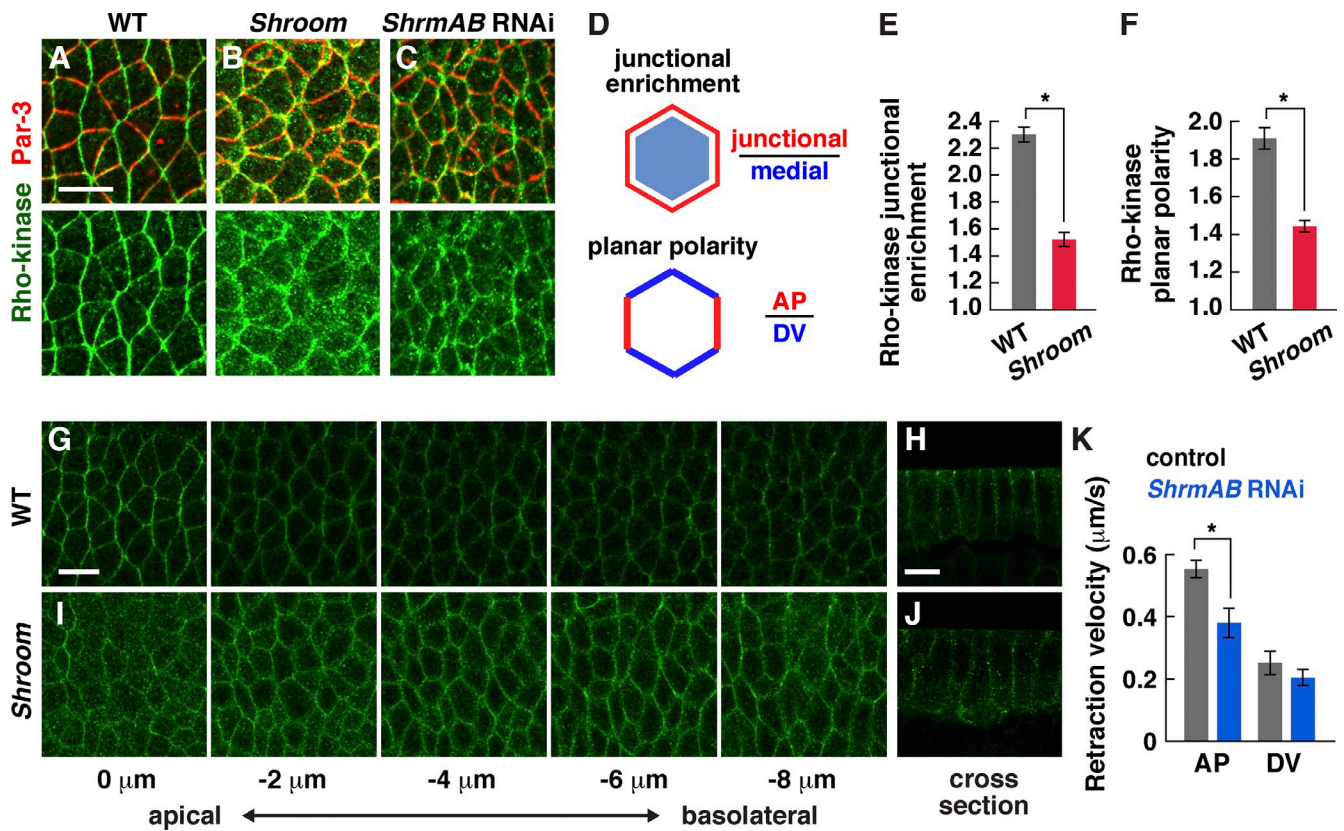 WT
Shroom
ShrmAB RNAi
Rho-kinase Par-3
A
B
C
D
junctional
enrichment
junctional
medial
planar polarity
AP
DV
E
Rho-kinase junctional
enrichment
2.4
2.2
2.0
1.8
1.6
1.4
1.2
1.0
*
WT
Shroom
F
Rho-kinase
planar polarity
2.0
1.8
1.6
1.4
1.2
1.0
*
WT
Shroom
WT
G
H
Shroom
I
J
0 μm
-2 μm
-4 μm
-6 μm
-8 μm
apical
basolateral
cross
section
K
control
ShrmAB RNAi
Retraction velocity (μm/s)
0.6
0.4
0.2
0
*
AP
DV